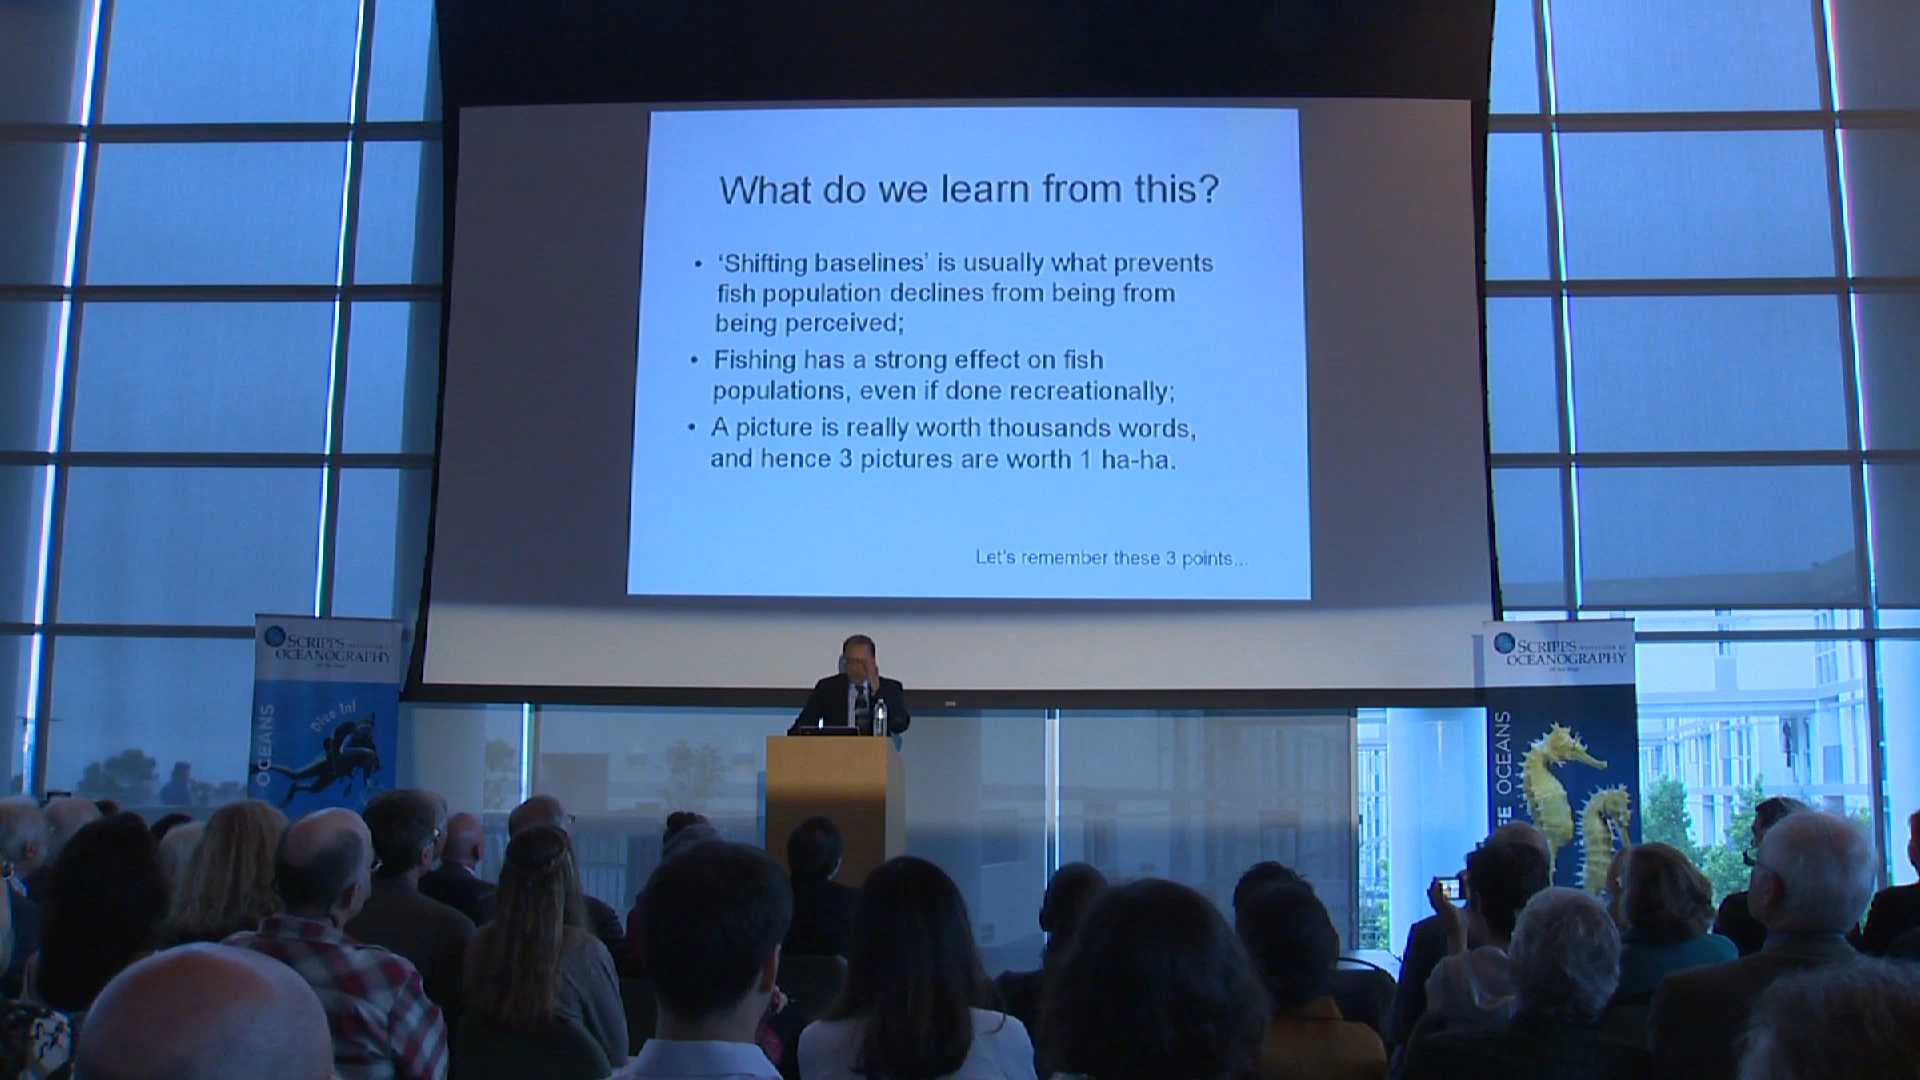 What do we learn from this?
• 'Shifting baselines' is usually what prevents
fish population declines from being from
being perceived;
• Fishing has a strong effect on fish
populations, even if done recreationally;
• A picture is really worth thousands words,
and hence 3 pictures are worth 1 ha-ha.
Let's remember these 3 points...
SCRIPPS
OCEANOGRAPHY
Dive In!
OCEANS
SCRIPPS
OCEANOGRAPHY
OCEANS